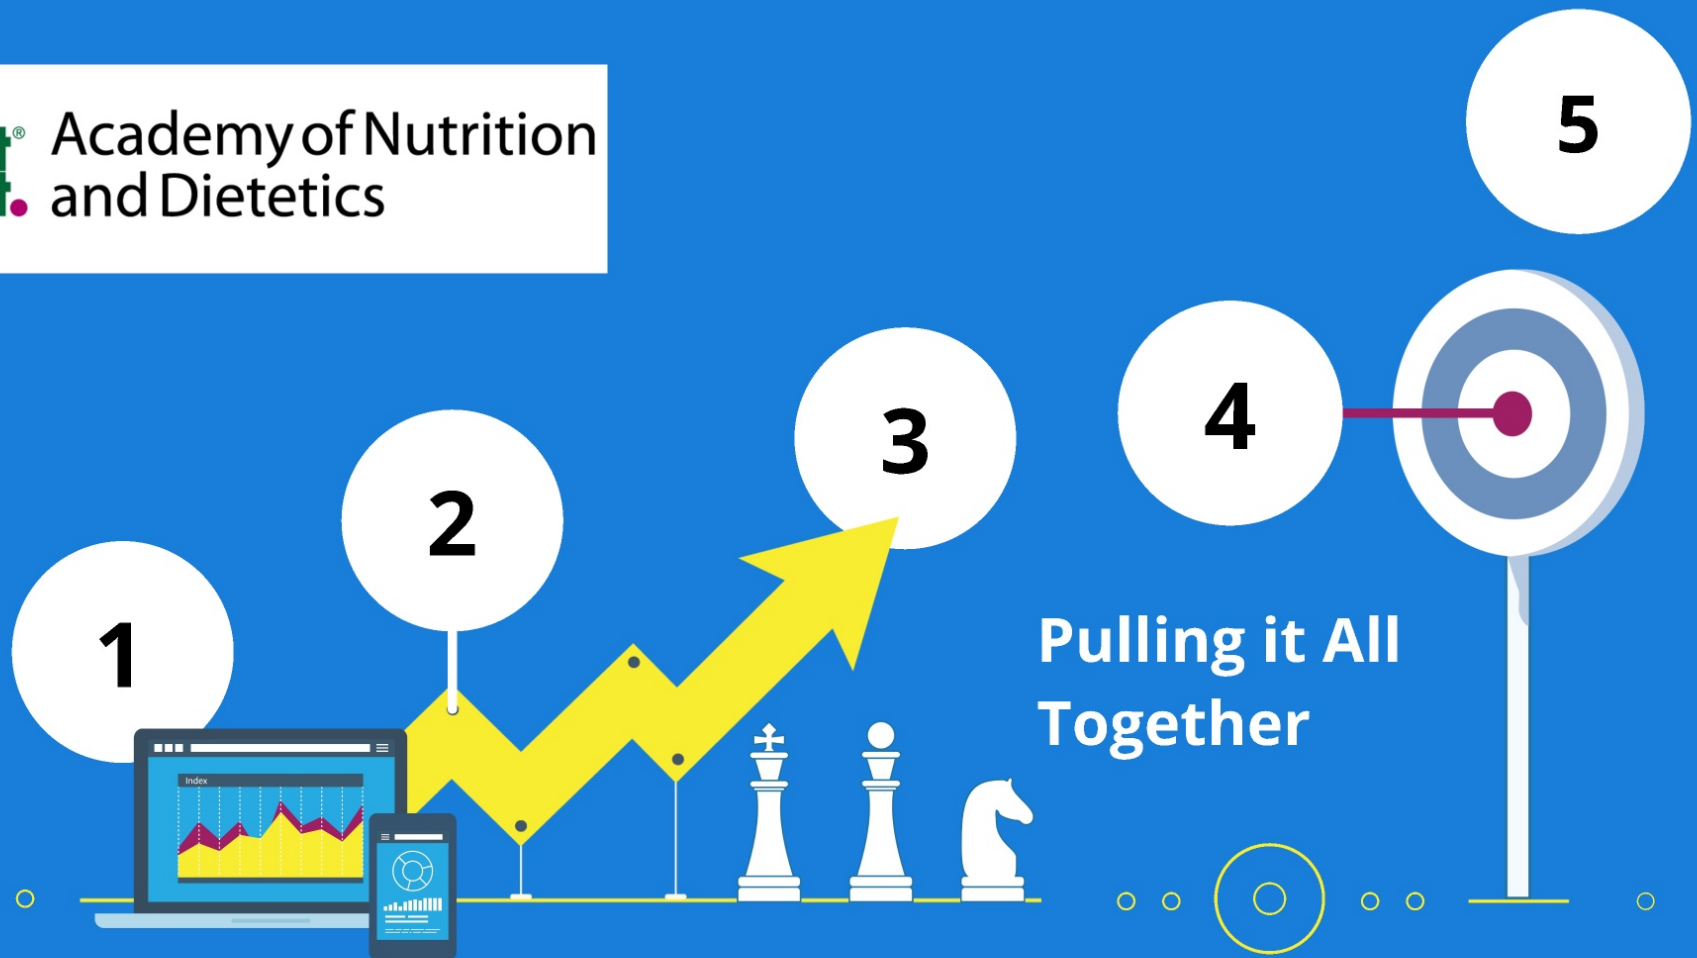 Academy of Nutrition
and Dietetics
®
5
4
3
2
1
Pulling it All
Together
Index